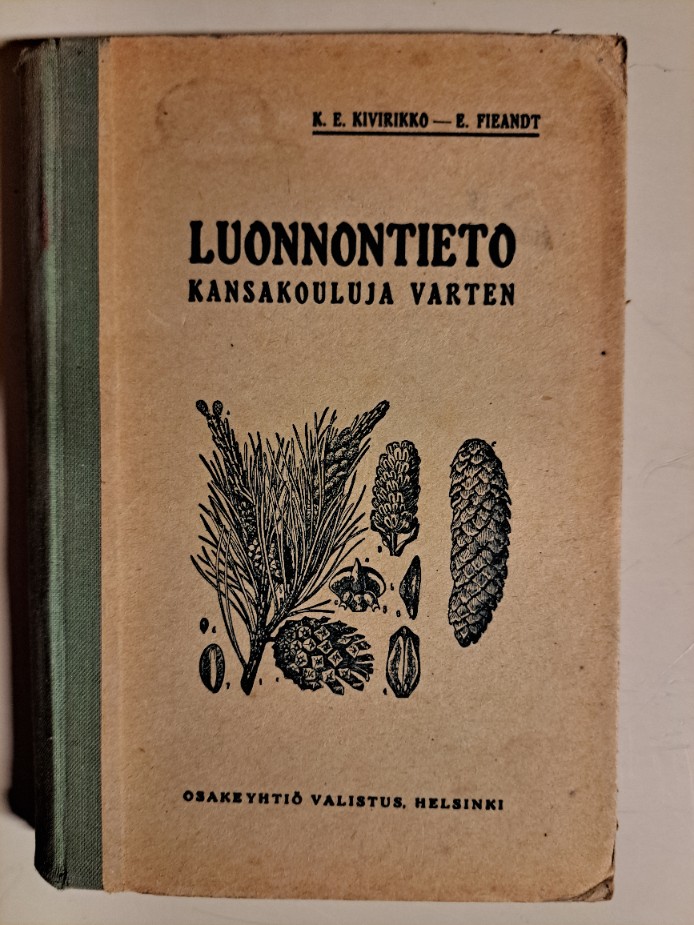 K. E. KIVIRIKKO — E. FIEANDT
LUONNONTIETO
KANSAKOULUJA VARTEN
OSAKEYHTIÖ VALISTUS, HELSINKI